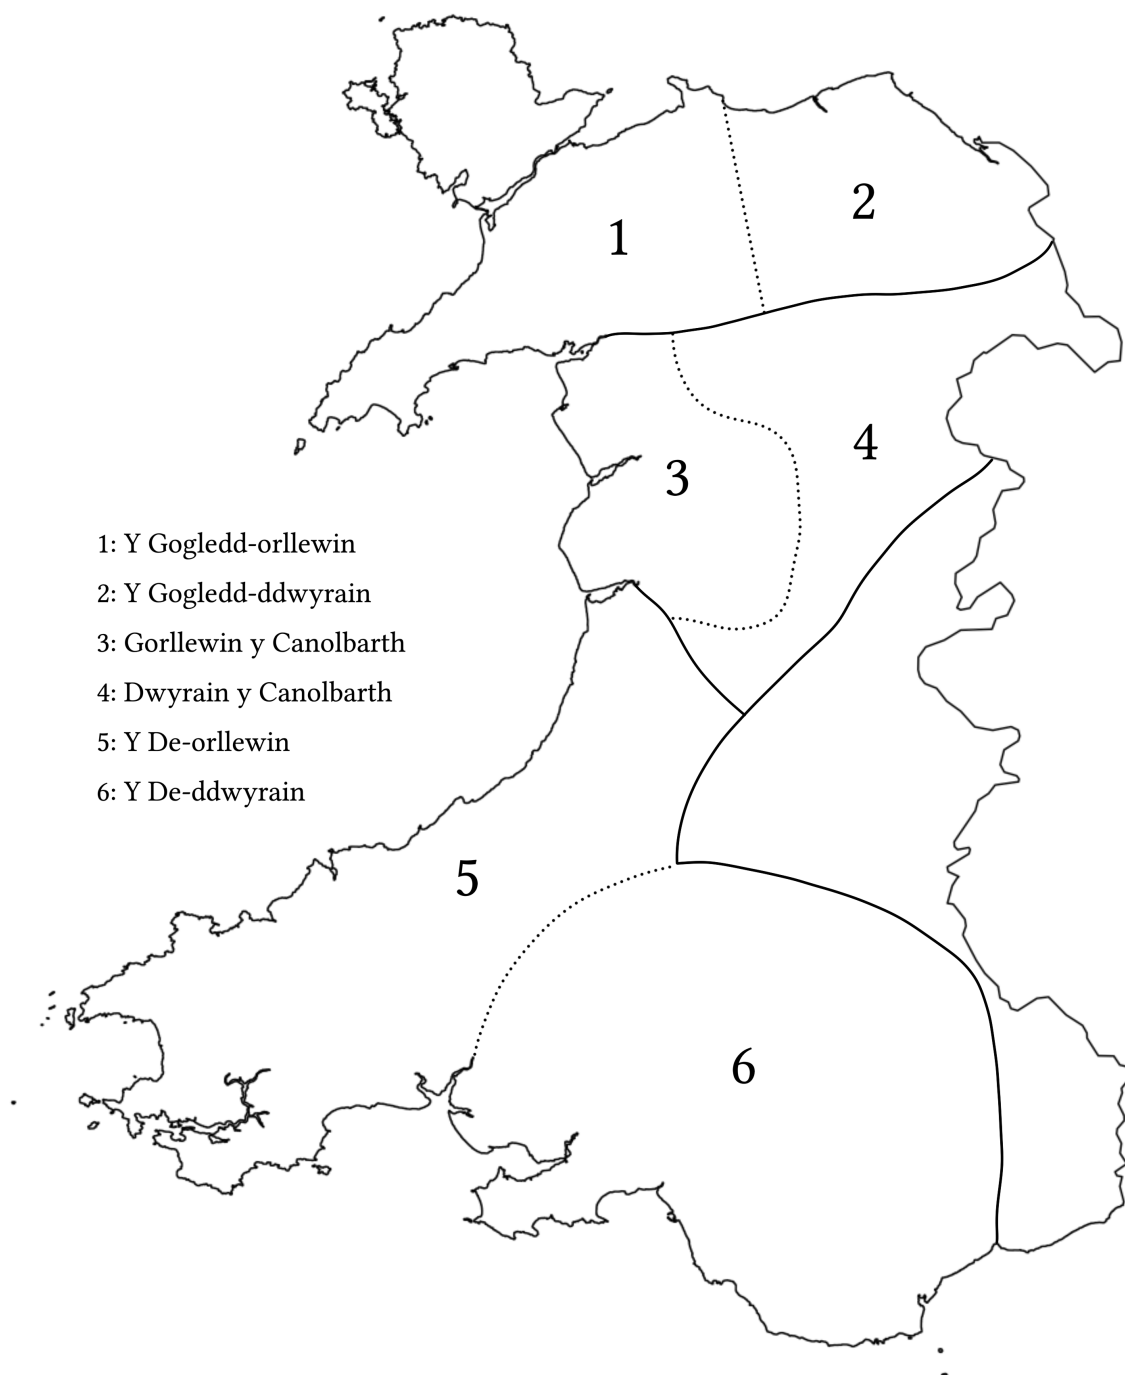 2
1
4
3
1: Y Gogledd-orllewin
2: Y Gogledd-ddwyrain
3: Gorllewin y Canolbarth
4: Dwyrain y Canolbarth
5: Y De-orllewin
6: Y De-ddwyrain
5
6